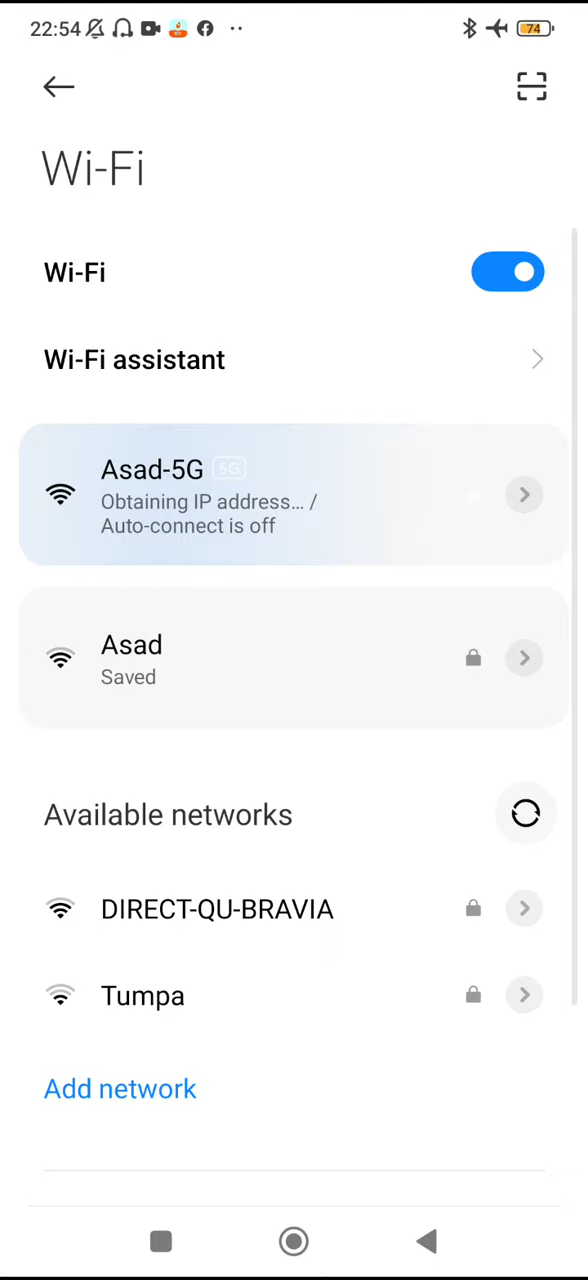 22:54
74
Wi-Fi
Wi-Fi
Wi-Fi assistant
Asad-5G 5G
Obtaining IP address... /
Auto-connect is off
Asad
Saved
Available networks
DIRECT-QU-BRAVIA
Tumpa
Add network